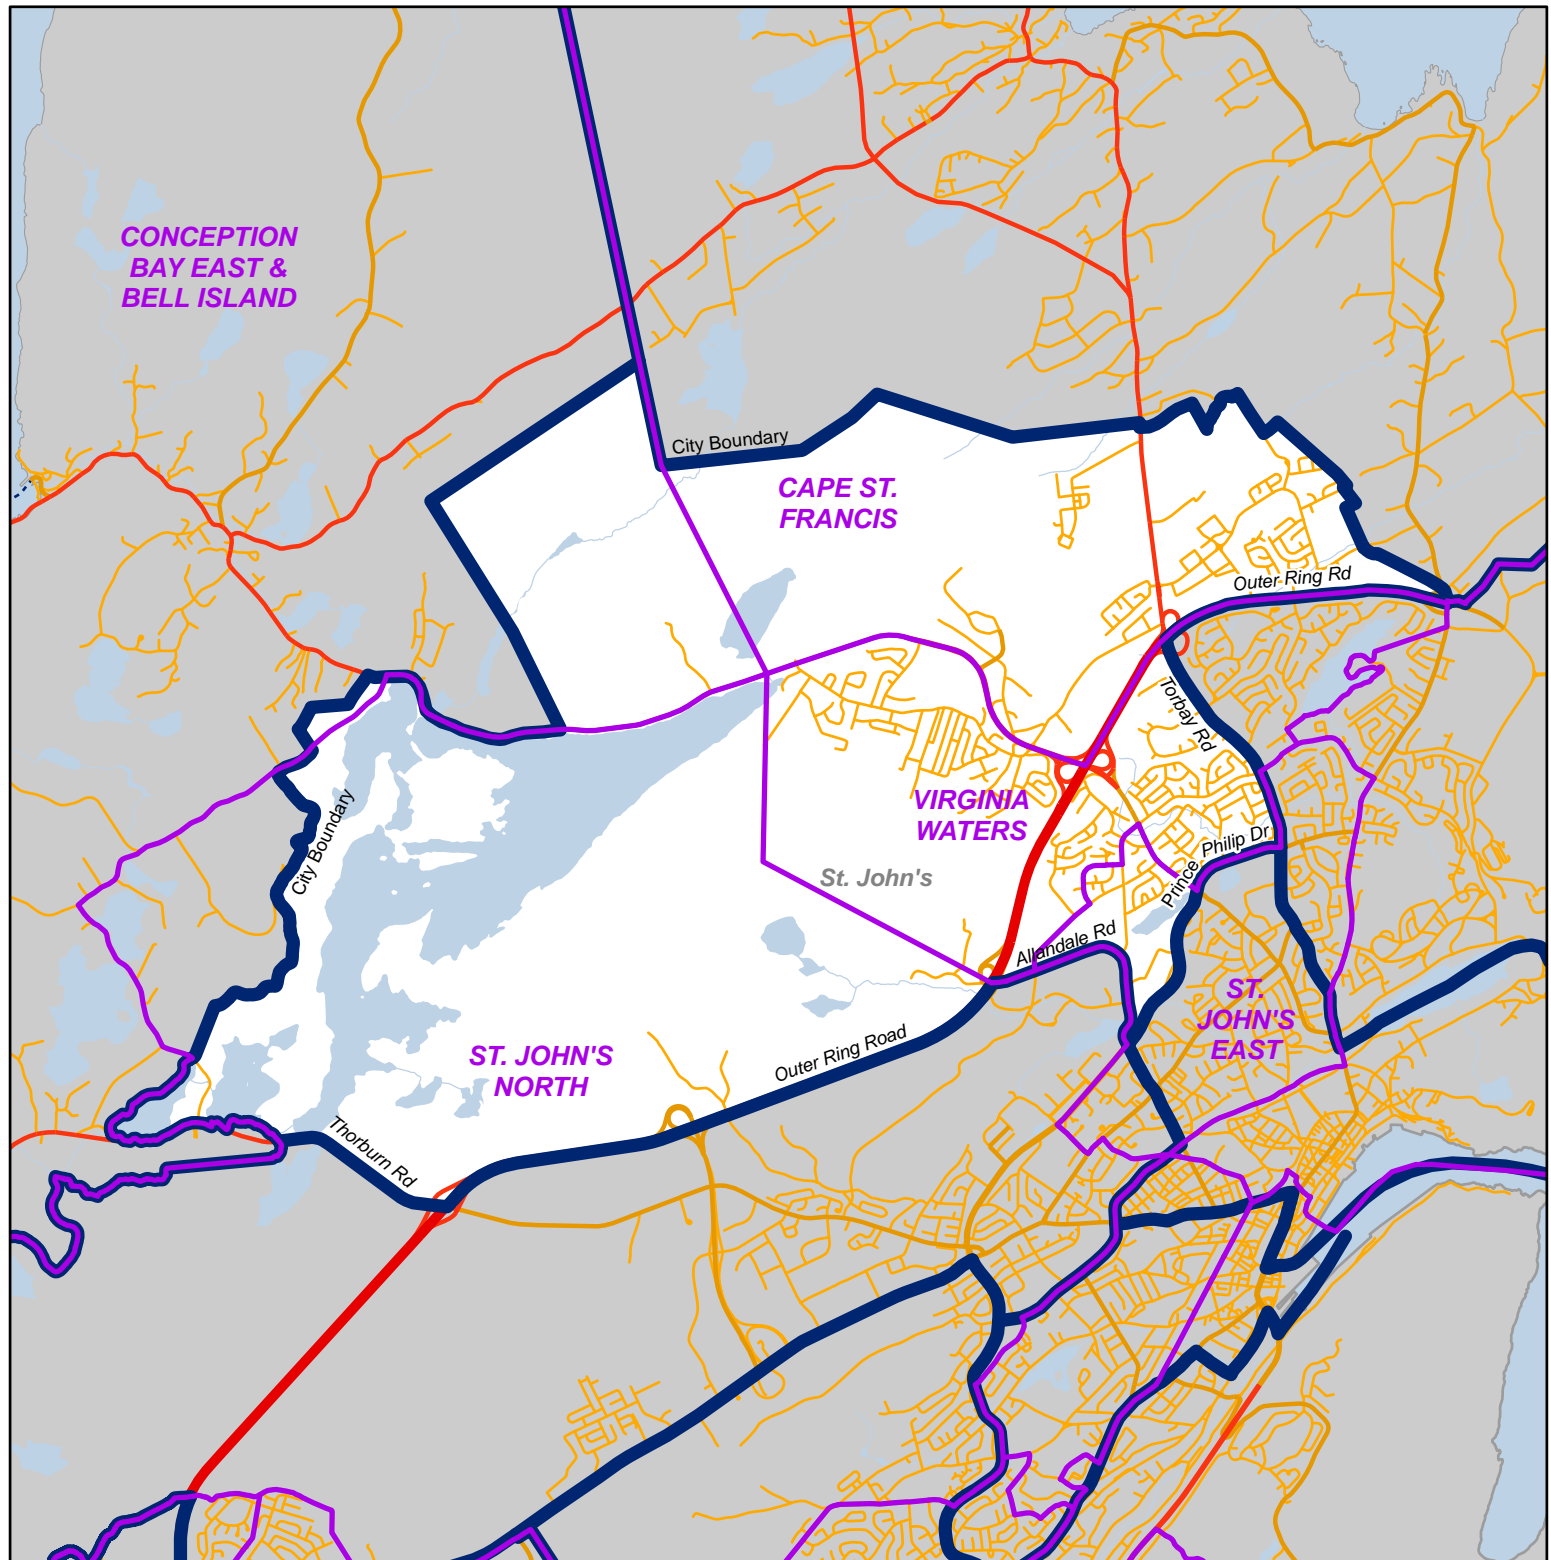 CONCEPTION
BAY EAST &
BELL ISLAND
City Boundary
CAPE ST.
FRANCIS
Outer Ring Rd
Torbay Rd
City Boundary
VIRGINIA
WATERS
Prince Philip Dr
St. John's
Allandale Rd
ST.
JOHN'S
EAST
Outer Ring Road
ST. JOHN'S
NORTH
Thorburn Rd